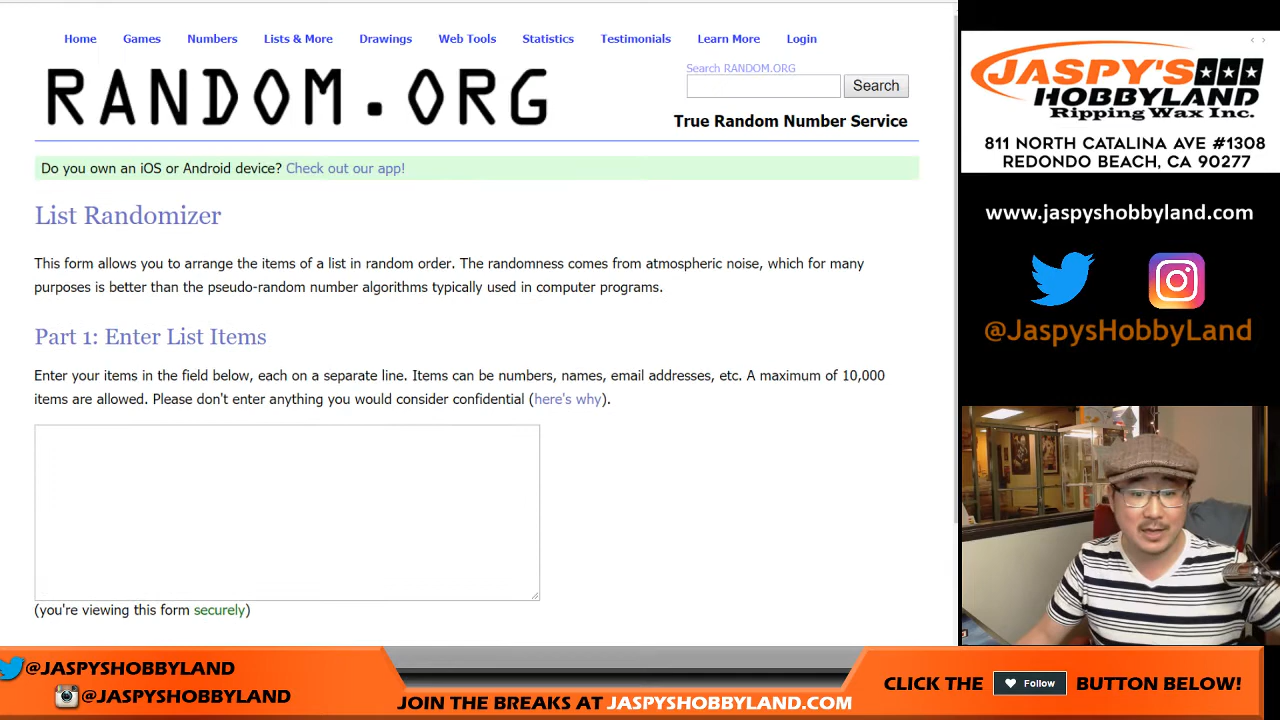 Home Games Numbers Lists & More Drawings Web Tools Statistics Testimonials Learn More Login
RANDOM.ORG
Search RANDOM.ORG
Search
True Random Number Service
Do you own an iOS or Android device? Check out our app!
List Randomizer
This form allows you to arrange the items of a list in random order. The randomness comes from atmospheric noise, which for many
purposes is better than the pseudo-random number algorithms typically used in computer programs.
Part 1: Enter List Items
Enter your items in the field below, each on a separate line. Items can be numbers, names, email addresses, etc. A maximum of 10,000
items are allowed. Please don't enter anything you would consider confidential (here's why).
(you're viewing this form securely)
JASPY'S
HOBBYLAND
Ripping Wax Inc.
811 NORTH CATALINA AVE #1308
REDONDO BEACH, CA 90277
www.jaspyshobbyland.com
@JaspysHobbyLand
@JASPYSHOBBYLAND
@JASPYSHOBBYLAND
JOIN THE BREAKS AT JASPYSHOBBYLAND.COM
CLICK THE Follow BUTTON BELOW!